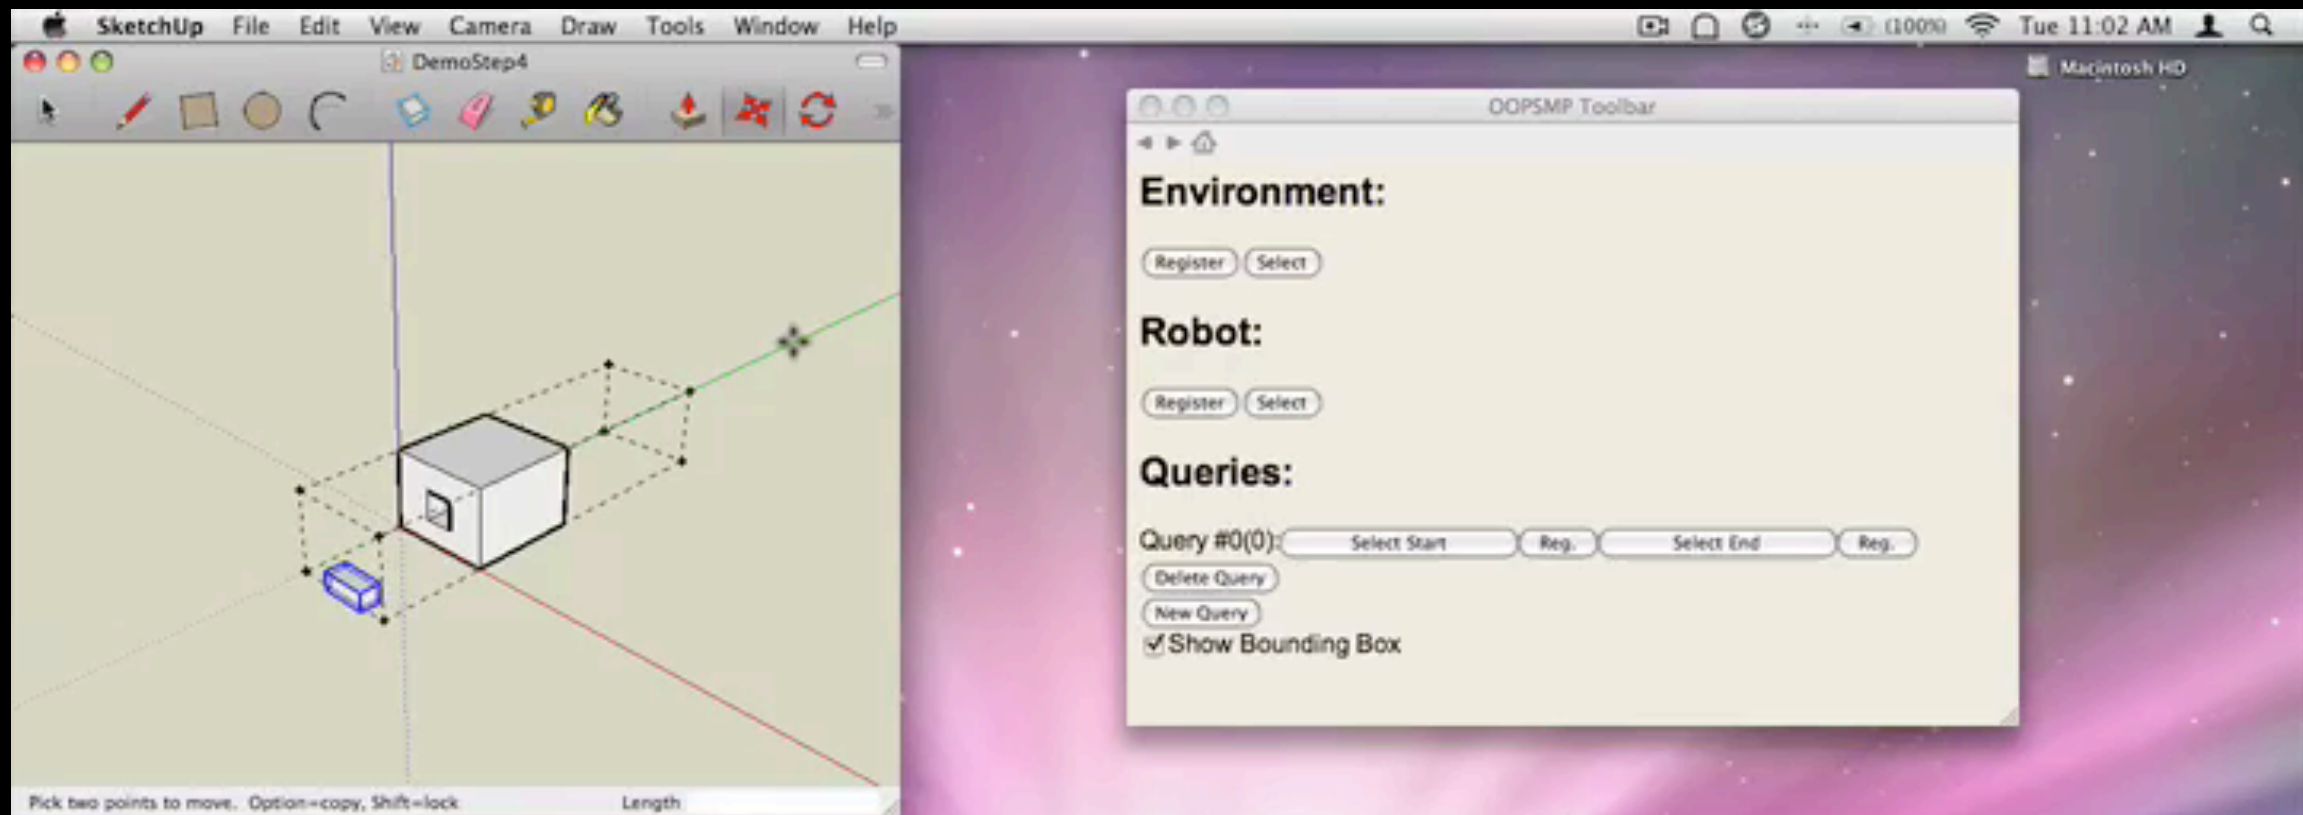 SketchUp File Edit View Camera Draw Tools Window Help (100%) Tue 11:02 AM
DemoStep4
Macintosh HD
OOPSMP Toolbar
Environment:
Register Select
Robot:
Register Select
Queries:
Query #0(0): Select Start Reg. Select End Reg.
Delete Query
New Query
Show Bounding Box
Pick two points to move. Option=copy, Shift=lock Length